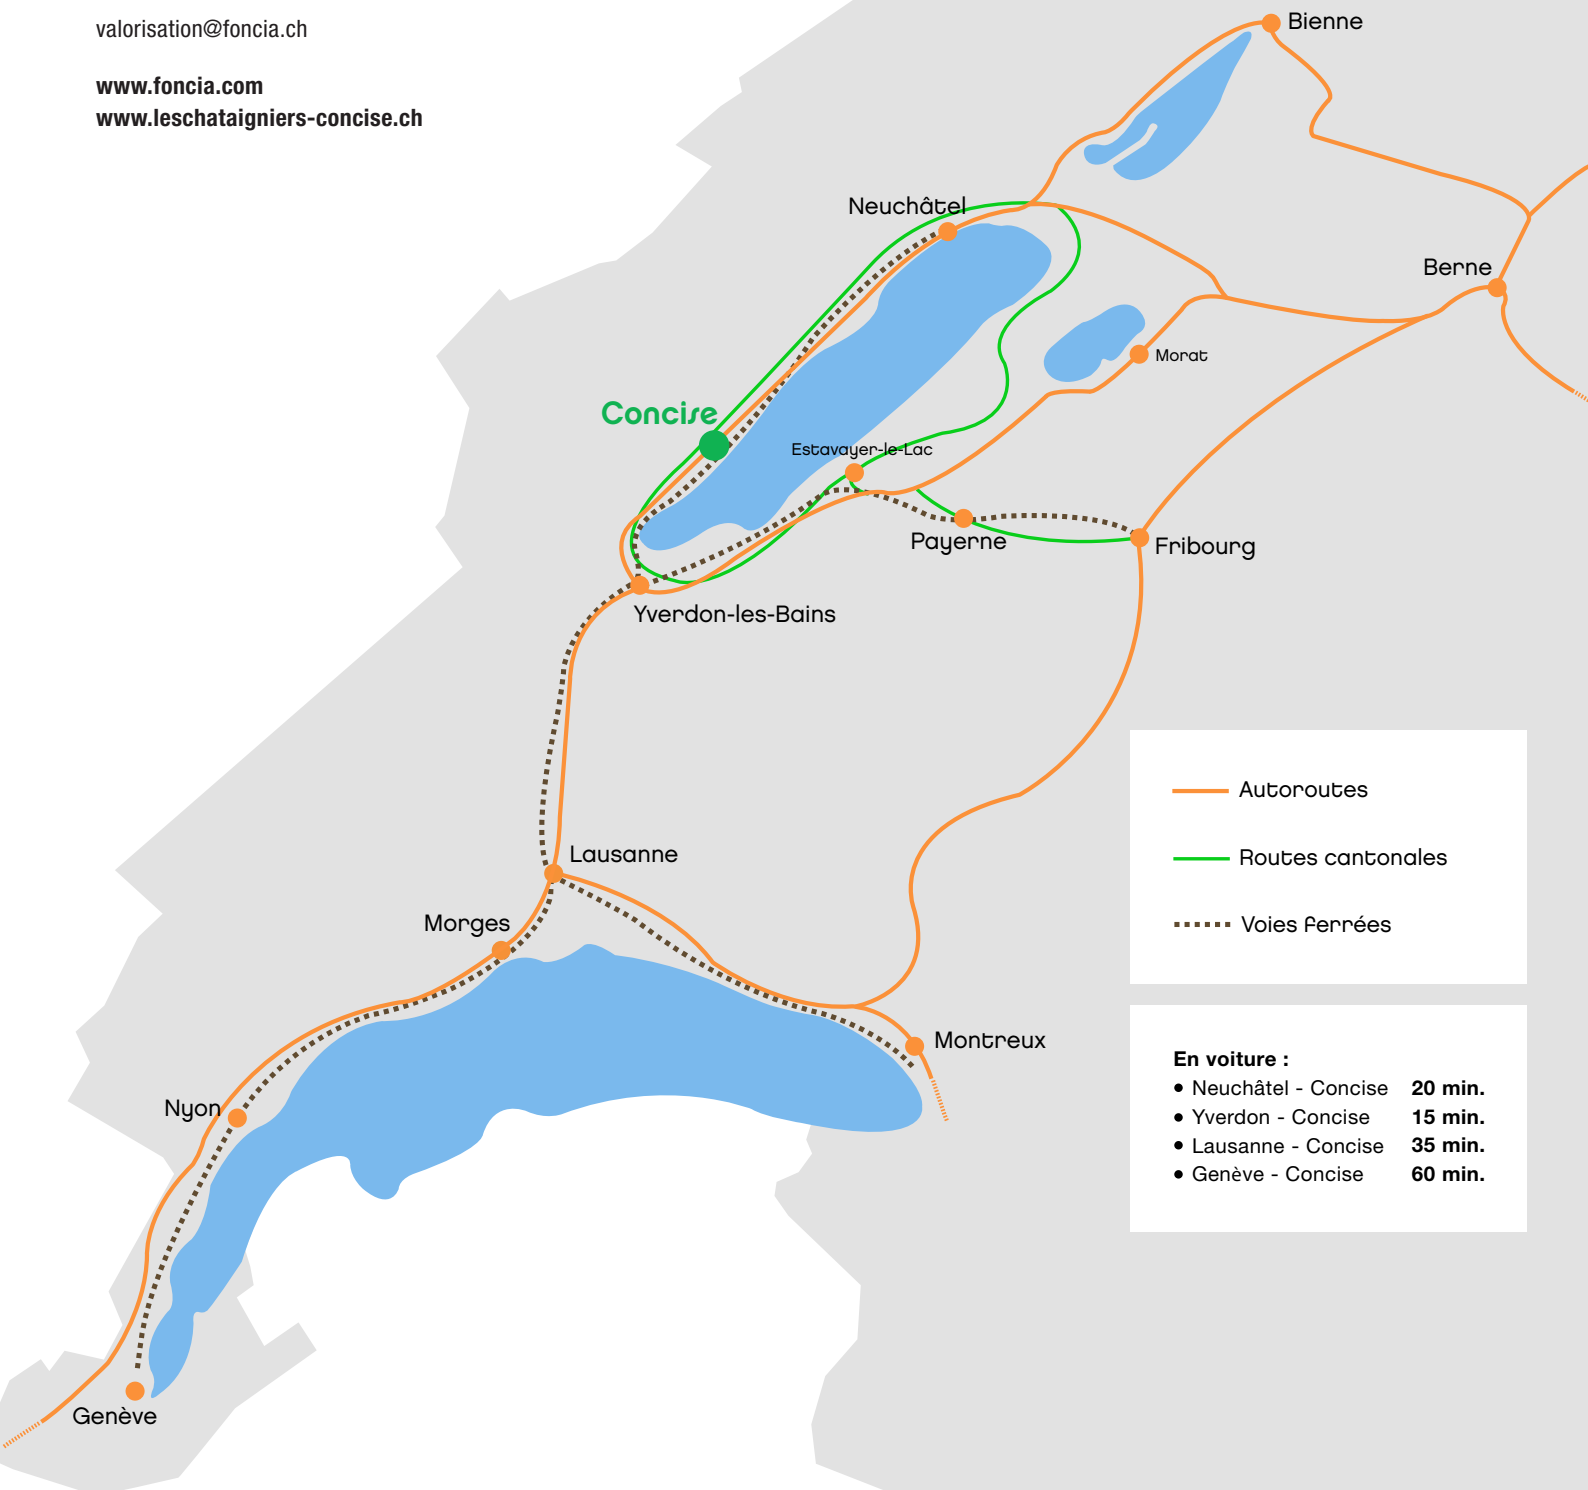 valorisation@foncia.ch
www.foncia.com
www.leschataigniers-concise.ch
Bienne
Neuchâtel
Berne
Morat
Concise
Estavayer-le-Lac
Payerne
Fribourg
Yverdon-les-Bains
Autoroutes
Routes cantonales
Voies ferrées
Lausanne
Morges
Montreux
Nyon
Genève
En voiture :
• Neuchâtel - Concise 20 min.
• Yverdon - Concise 15 min.
• Lausanne - Concise 35 min.
• Genève - Concise 60 min.